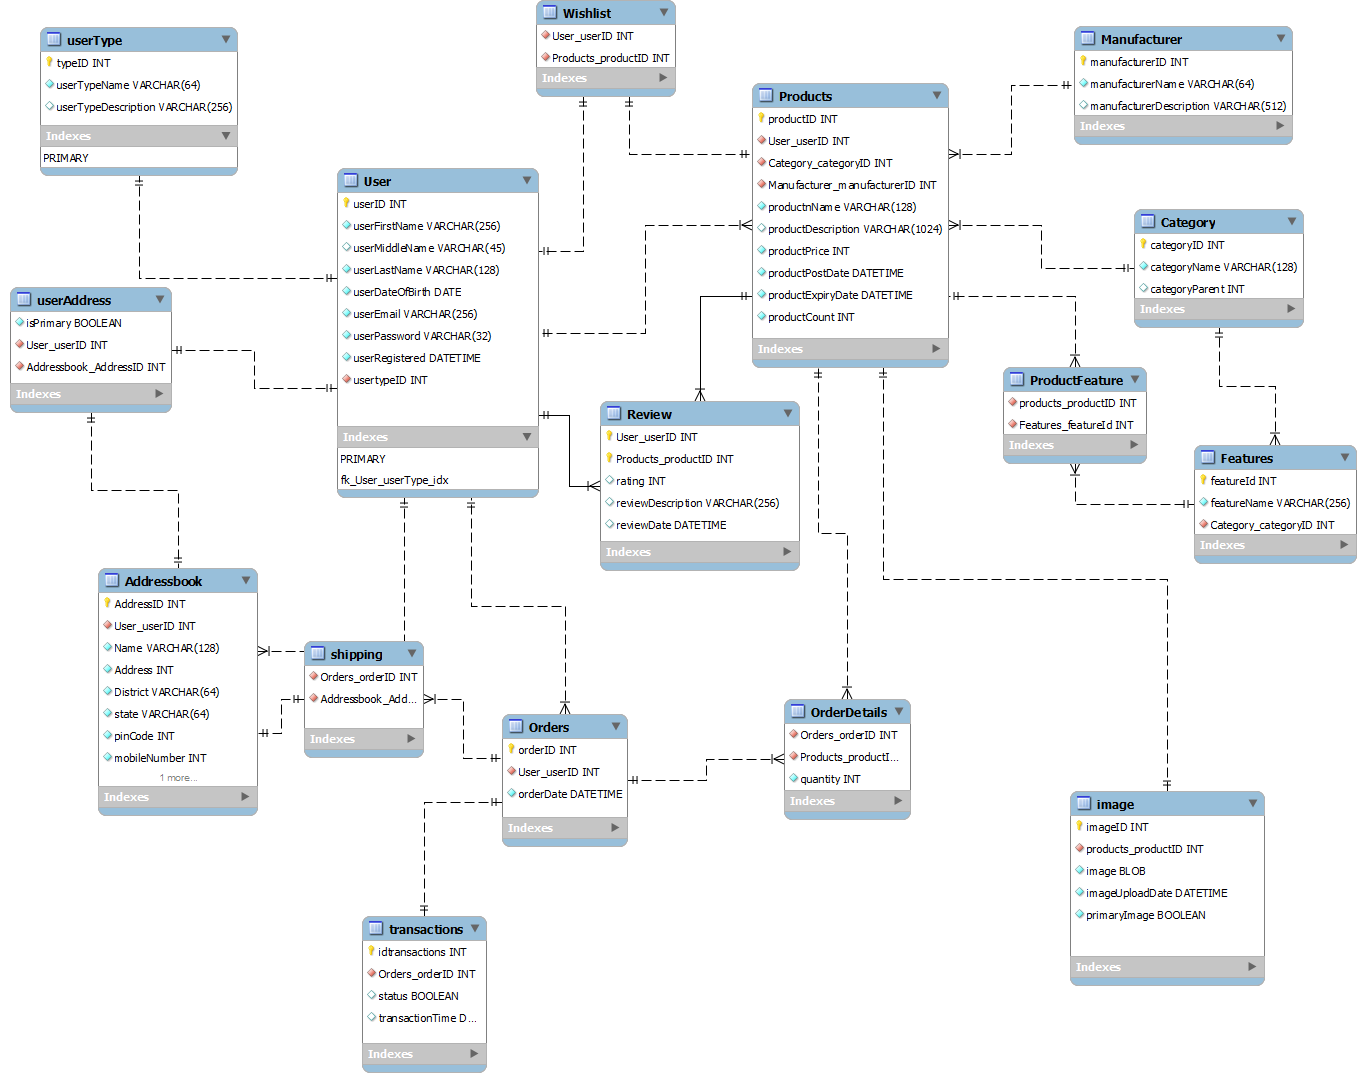 userType
typeID INT
userTypeName VARCHAR(64)
userTypeDescription VARCHAR(256)
Indexes
PRIMARY
Wishlist
User_userID INT
Products_productID INT
Indexes
Manufacturer
manufacturerID INT
manufacturerName VARCHAR(64)
manufacturerDescription VARCHAR(512)
Indexes
Products
productID INT
User_userID INT
Category_categoryID INT
Manufacturer_manufacturerID INT
productnName VARCHAR(128)
productDescription VARCHAR(1024)
productPrice INT
productPostDate DATETIME
productExpiryDate DATETIME
productCount INT
Indexes
User
userID INT
userFirstName VARCHAR(256)
userMiddleName VARCHAR(45)
userLastName VARCHAR(128)
userDateOfBirth DATE
userEmail VARCHAR(256)
userPassword VARCHAR(32)
userRegistered DATETIME
usertypeID INT
Indexes
PRIMARY
fk_User_userType_idx
Category
categoryID INT
categoryName VARCHAR(128)
categoryParent INT
Indexes
userAddress
isPrimary BOOLEAN
User_userID INT
Addressbook_AddressID INT
Indexes
ProductFeature
products_productID INT
Features_featureId INT
Indexes
Review
User_userID INT
Products_productID INT
rating INT
reviewDescription VARCHAR(256)
reviewDate DATETIME
Indexes
Features
featureId INT
featureName VARCHAR(256)
Category_categoryID INT
Indexes
Addressbook
AddressID INT
User_userID INT
Name VARCHAR(128)
Address INT
District VARCHAR(64)
state VARCHAR(64)
pinCode INT
mobileNumber INT
1 more...
Indexes
shipping
Orders_orderID INT
Addressbook_Add...
Indexes
Orders
orderID INT
User_userID INT
orderDate DATETIME
Indexes
OrderDetails
Orders_orderID INT
Products_productI...
quantity INT
Indexes
image
imageID INT
products_productID INT
image BLOB
imageUploadDate DATETIME
primaryImage BOOLEAN
Indexes
transactions
idtransactions INT
Orders_orderID INT
status BOOLEAN
transactionTime D...
Indexes